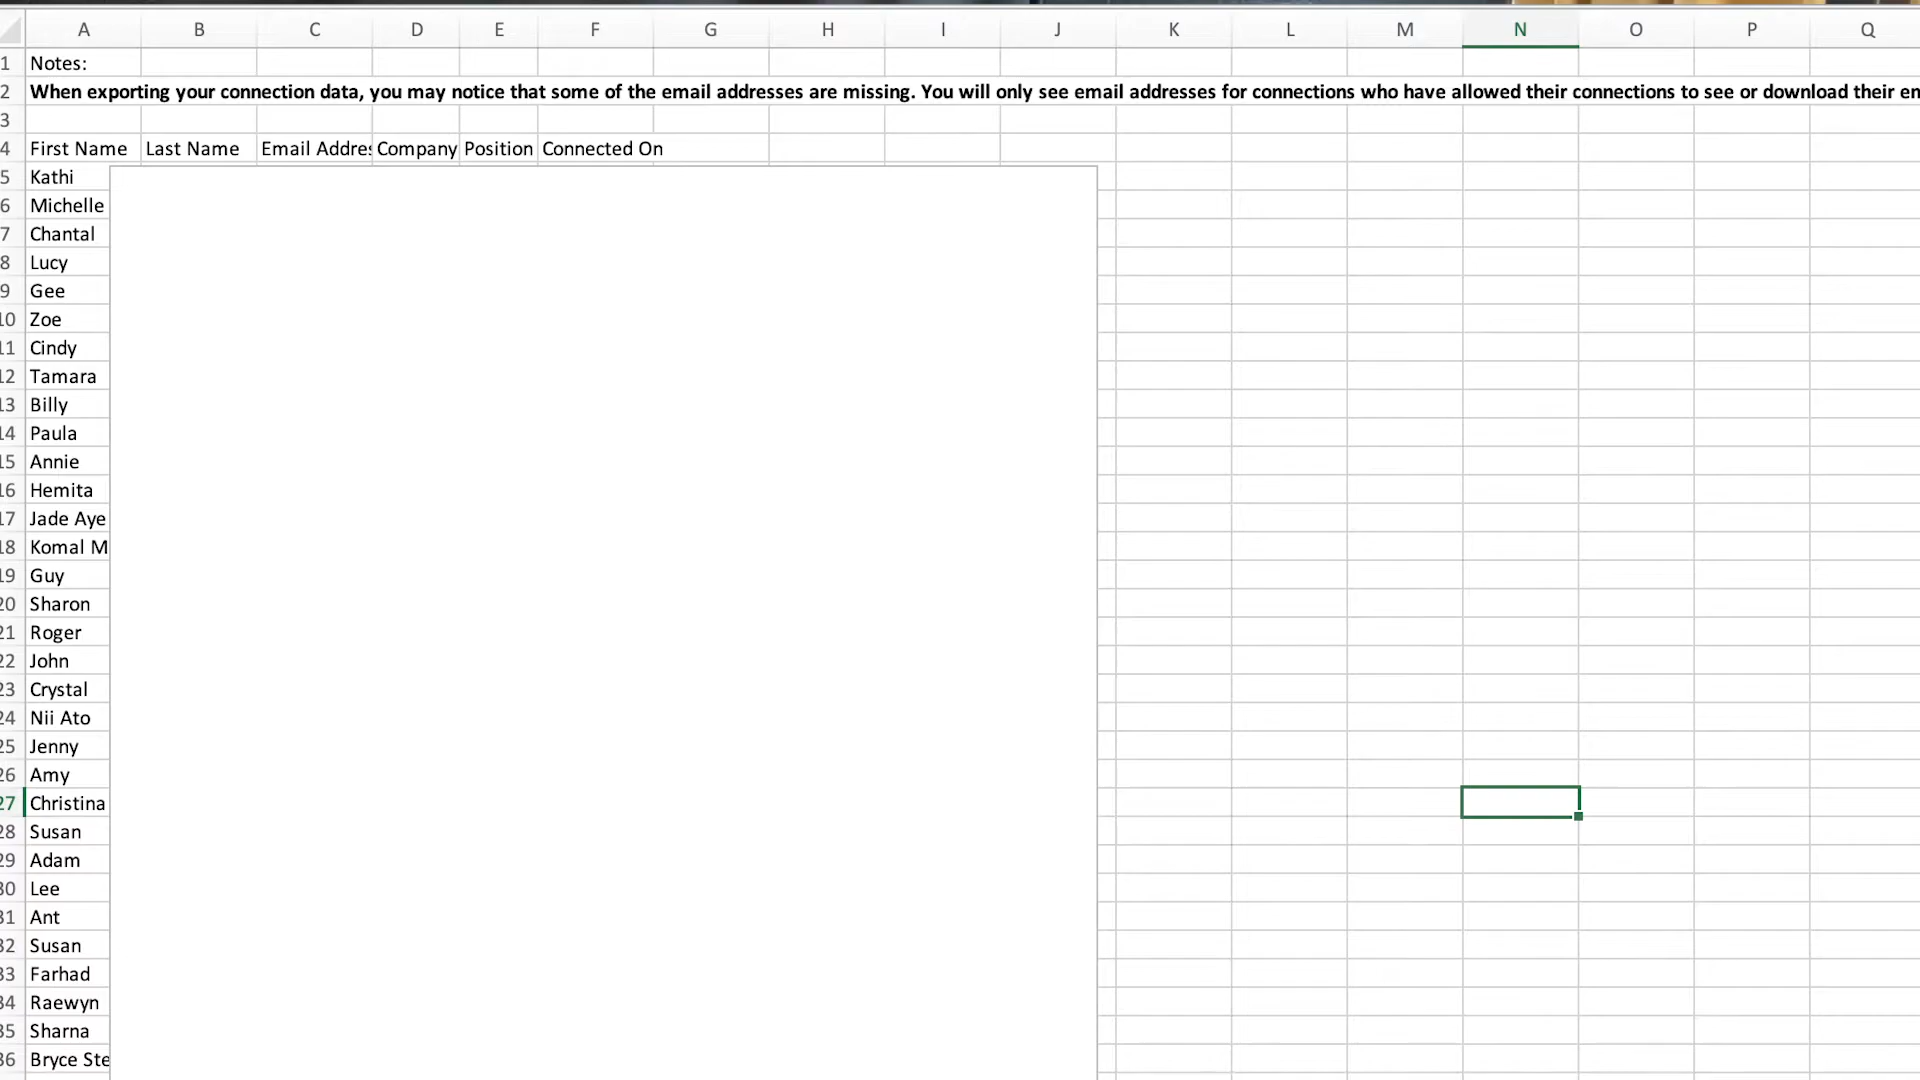 A B C D E F G H I J K L M N O P Q
1 Notes:
2 When exporting your connection data, you may notice that some of the email addresses are missing. You will only see email addresses for connections who have allowed their connections to see or download their em
3
4 First Name Last Name Email Addres Company Position Connected On
5 Kathi
6 Michelle
7 Chantal
8 Lucy
9 Gee
10 Zoe
11 Cindy
12 Tamara
13 Billy
14 Paula
15 Annie
16 Hemita
17 Jade Aye
18 Komal M
19 Guy
20 Sharon
21 Roger
22 John
23 Crystal
24 Nii Ato
25 Jenny
26 Amy
27 Christina
28 Susan
29 Adam
30 Lee
31 Ant
32 Susan
33 Farhad
34 Raewyn
35 Sharna
36 Bryce Ste